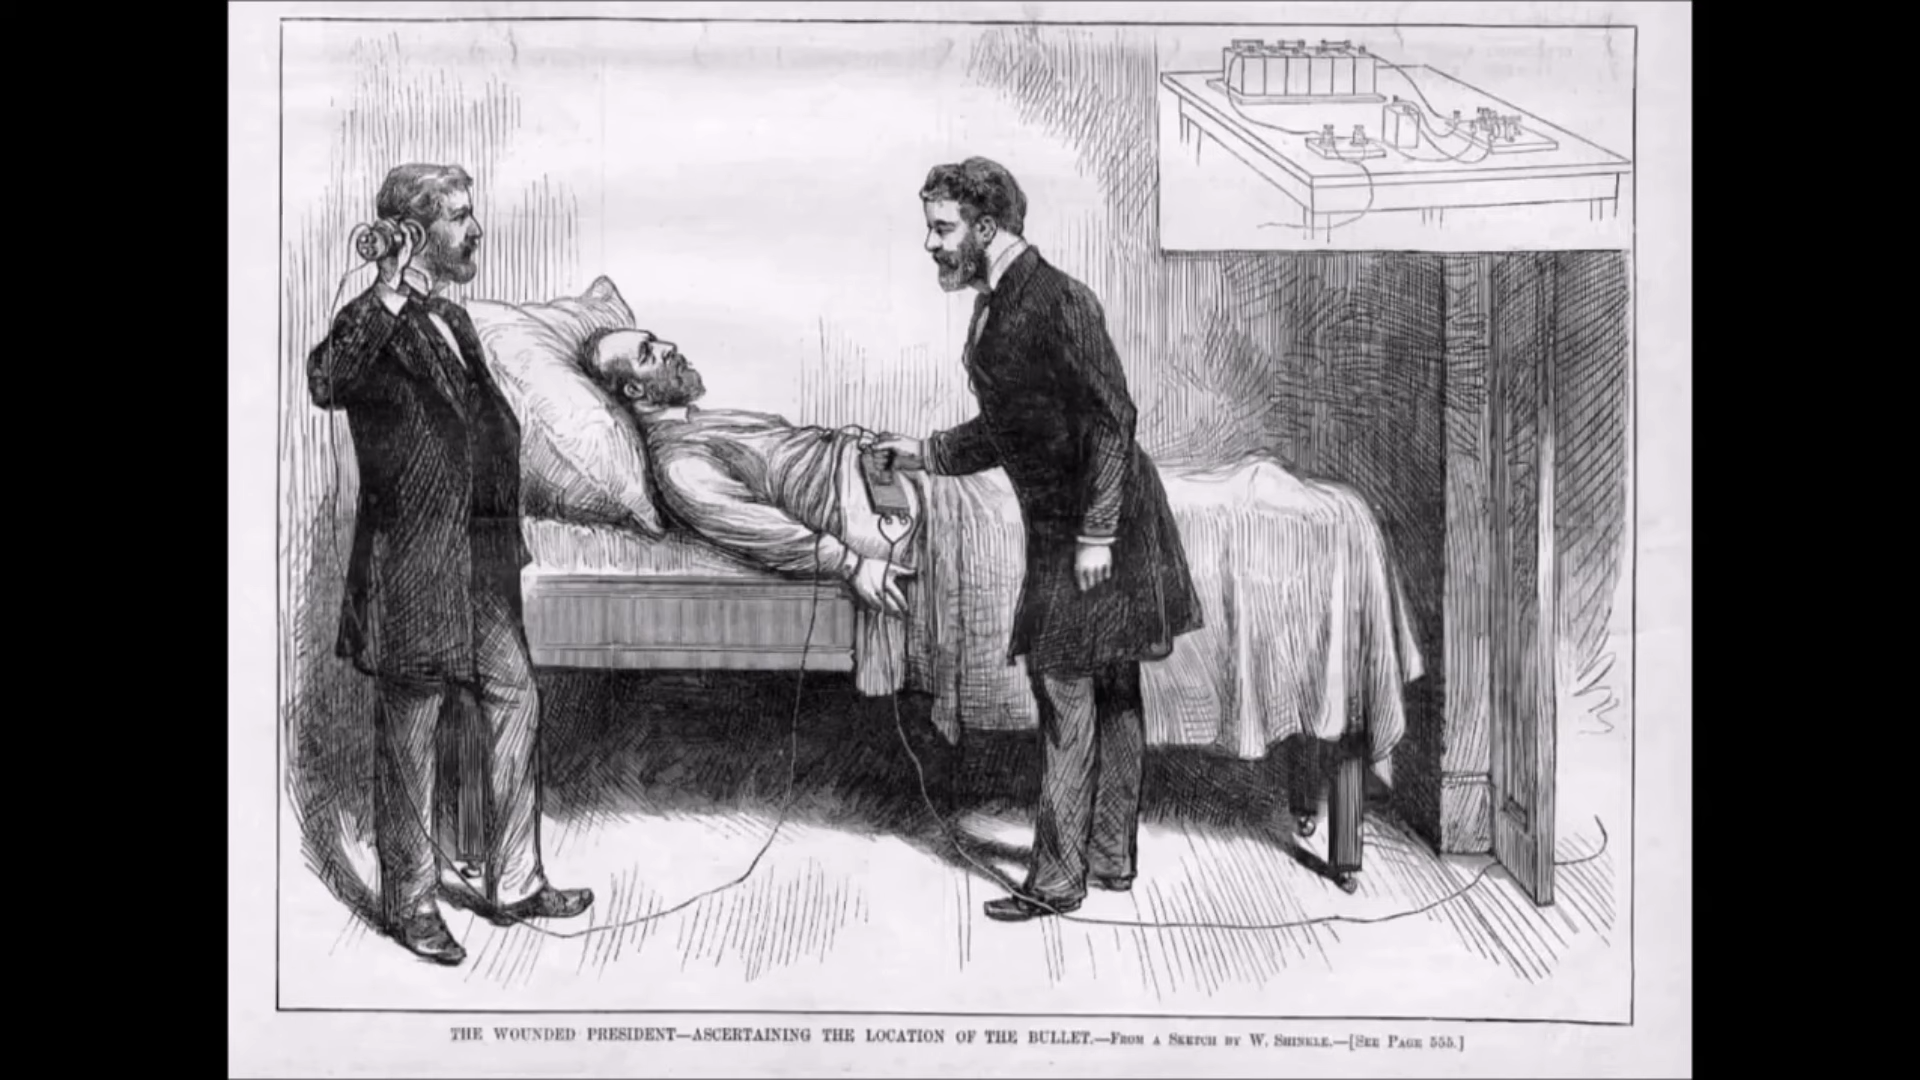 THE WOUNDED PRESIDENT—ASCERTAINING THE LOCATION OF THE BULLET.—From a Sketch by W. Shinkle.—[See Page 555.]